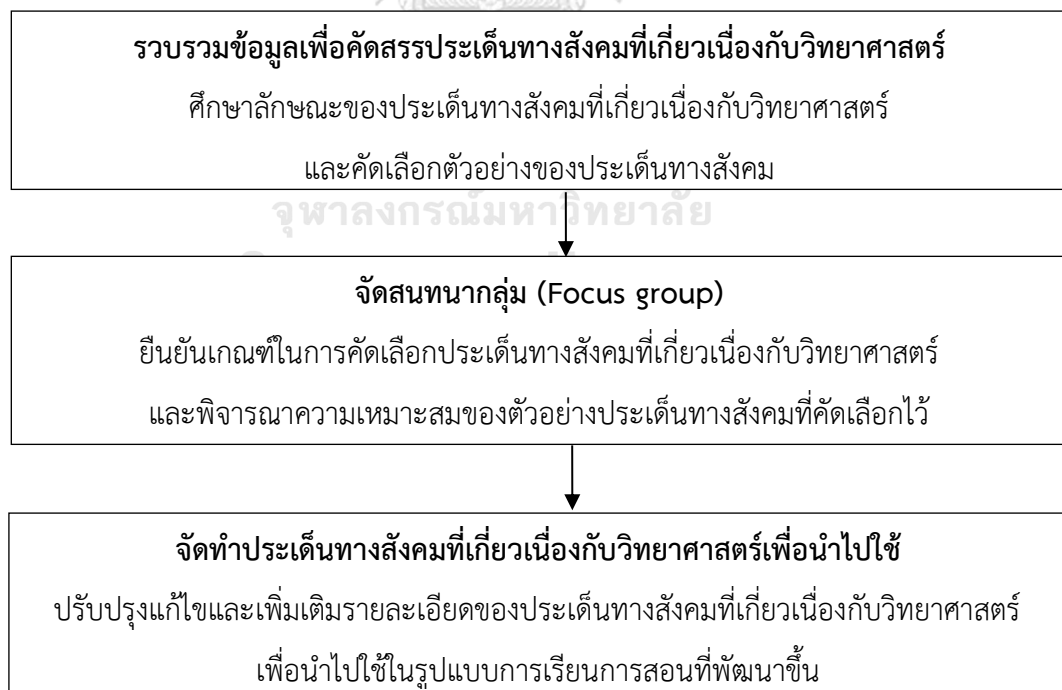 รวบรวมข้อมูลเพื่อคัดสรรประเด็นทางสังคมที่เกี่ยวเนื่องกับวิทยาศาสตร์
ศึกษาลักษณะของประเด็นทางสังคมที่เกี่ยวเนื่องกับวิทยาศาสตร์
และคัดเลือกตัวอย่างของประเด็นทางสังคม
จุฬาลงกรณ์มหาวิทยาลัย
จัดสนทนากลุ่ม (Focus group)
ยืนยันเกณฑ์ในการคัดเลือกประเด็นทางสังคมที่เกี่ยวเนื่องกับวิทยาศาสตร์
และพิจารณาความเหมาะสมของตัวอย่างประเด็นทางสังคมที่คัดเลือกไว้
จัดทำประเด็นทางสังคมที่เกี่ยวเนื่องกับวิทยาศาสตร์เพื่อนำไปใช้
ปรับปรุงแก้ไขและเพิ่มเติมรายละเอียดของประเด็นทางสังคมที่เกี่ยวเนื่องกับวิทยาศาสตร์
เพื่อนำไปใช้ในรูปแบบการเรียนการสอนที่พัฒนาขึ้น